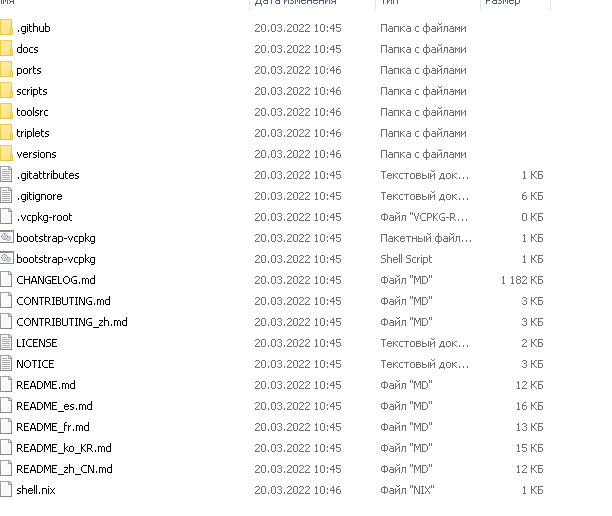 Имя Дата изменения Тип Размер
.github 20.03.2022 10:45 Папка с файлами
docs 20.03.2022 10:45 Папка с файлами
ports 20.03.2022 10:46 Папка с файлами
scripts 20.03.2022 10:46 Папка с файлами
toolsrc 20.03.2022 10:46 Папка с файлами
triplets 20.03.2022 10:46 Папка с файлами
versions 20.03.2022 10:46 Папка с файлами
.gitattributes 20.03.2022 10:45 Текстовый док... 1 КБ
.gitignore 20.03.2022 10:45 Текстовый док... 6 КБ
.vcpkg-root 20.03.2022 10:45 Файл "VCPKG-R... 0 КБ
bootstrap-vcpkg 20.03.2022 10:45 Пакетный файл... 1 КБ
bootstrap-vcpkg 20.03.2022 10:45 Shell Script 1 КБ
CHANGELOG.md 20.03.2022 10:45 Файл "MD" 1 182 КБ
CONTRIBUTING.md 20.03.2022 10:45 Файл "MD" 3 КБ
CONTRIBUTING_zh.md 20.03.2022 10:45 Файл "MD" 3 КБ
LICENSE 20.03.2022 10:45 Текстовый док... 2 КБ
NOTICE 20.03.2022 10:45 Текстовый док... 3 КБ
README.md 20.03.2022 10:45 Файл "MD" 12 КБ
README_es.md 20.03.2022 10:45 Файл "MD" 16 КБ
README_fr.md 20.03.2022 10:45 Файл "MD" 13 КБ
README_ko_KR.md 20.03.2022 10:45 Файл "MD" 15 КБ
README_zh_CN.md 20.03.2022 10:45 Файл "MD" 12 КБ
shell.nix 20.03.2022 10:46 Файл "NIX" 1 КБ